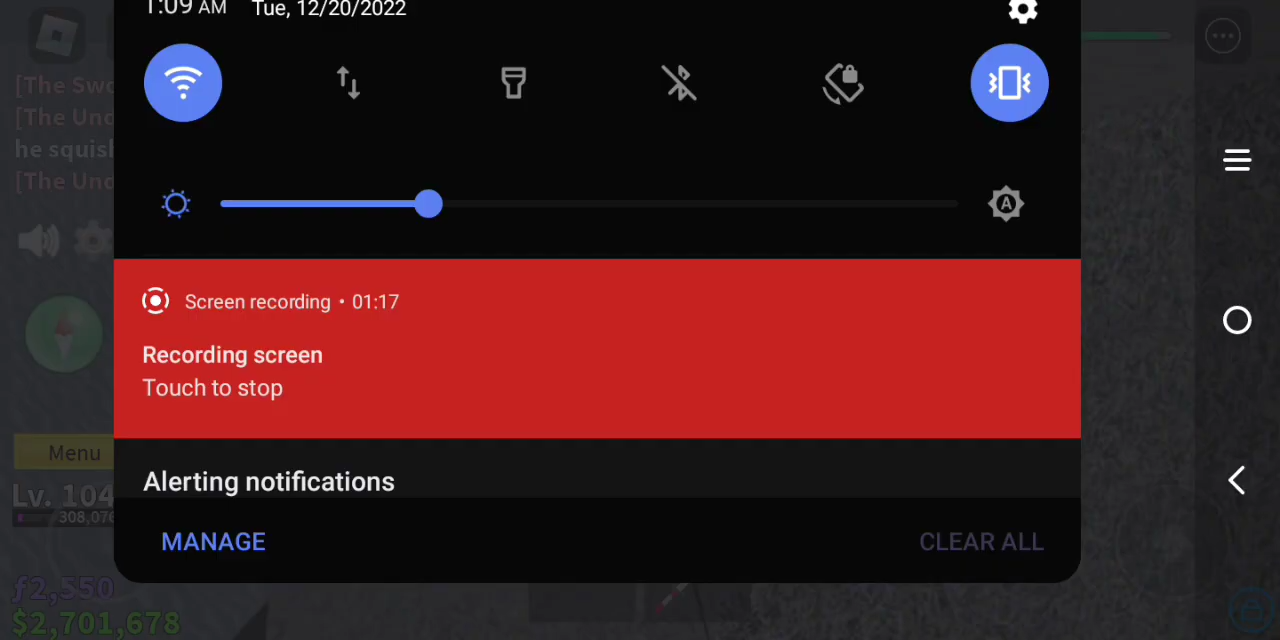 1:09 AM Tue, 12/20/2022
[The Swo
[The Unc
he squish
[The Und
A
Screen recording • 01:17
Recording screen
Touch to stop
Menu
Alerting notifications
Lv. 104
308,076
MANAGE
CLEAR ALL
ƒ2,550
$2,701,678